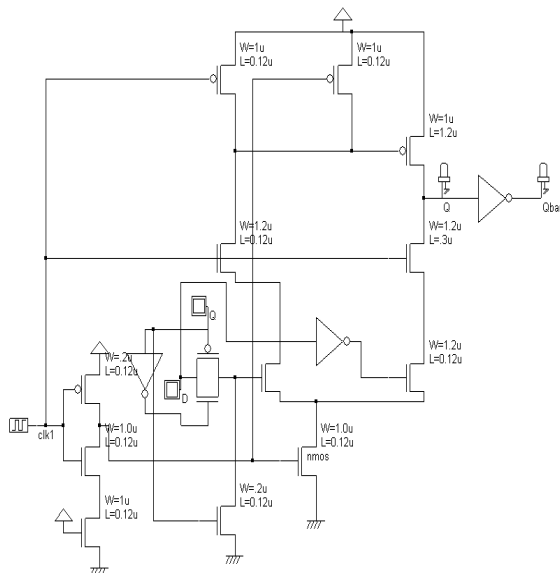 W=1u
L=0.12u
W=1u
L=0.12u
W=1u
L=1.2u
Q
Qba
W=1.2u
L=0.12u
W=1.2u
L=.3u
Q
W=1.2u
L=0.12u
W=.2u
L=0.12u
D
clk1
W=1.0u
L=0.12u
W=1.0u
L=0.12u
nmos
W=1u
L=0.12u
W=.2u
L=0.12u